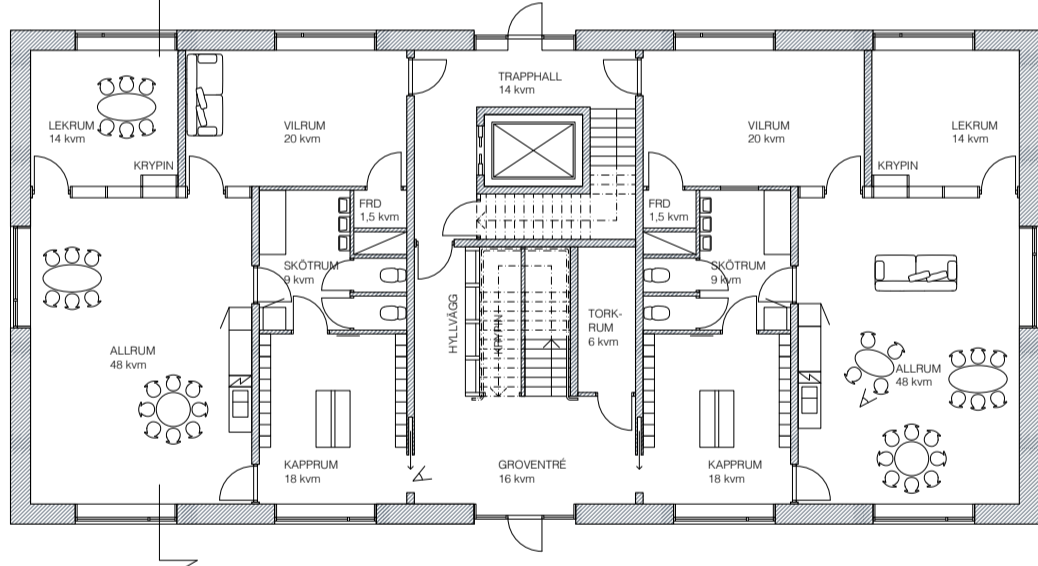 TRAPPHALL
14 kvm
LEKRUM
14 kvm
VILRUM
20 kvm
VILRUM
20 kvm
LEKRUM
14 kvm
KRYPIN
KRYPIN
FRD
1,5 kvm
FRD
1,5 kvm
SKÖTRUM
9 kvm
SKÖTRUM
9 kvm
HYLLVÄGG
KRYPIN
TORK-
RUM
6 kvm
ALLRUM
48 kvm
ALLRUM
48 kvm
A
KAPPRUM
18 kvm
A
GROVENTRÉ
16 kvm
KAPPRUM
18 kvm